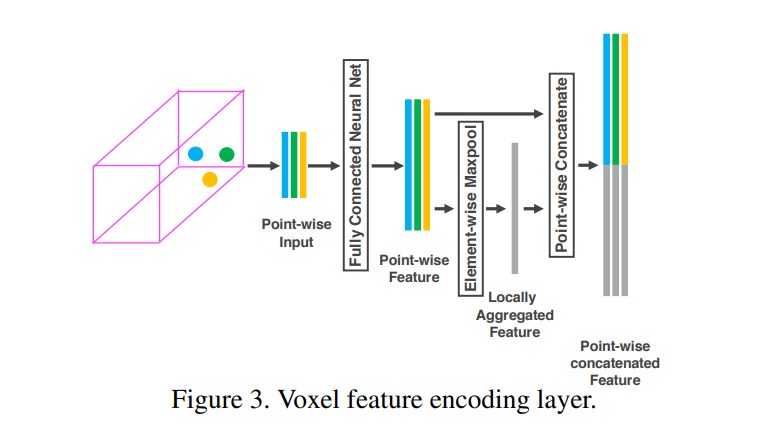 Point-wise
Input
Fully Connected Neural Net
Point-wise
Feature
Element-wise Maxpool
Locally
Aggregated
Feature
Point-wise Concatenate
Point-wise
concatenated
Feature
Figure 3. Voxel feature encoding layer.